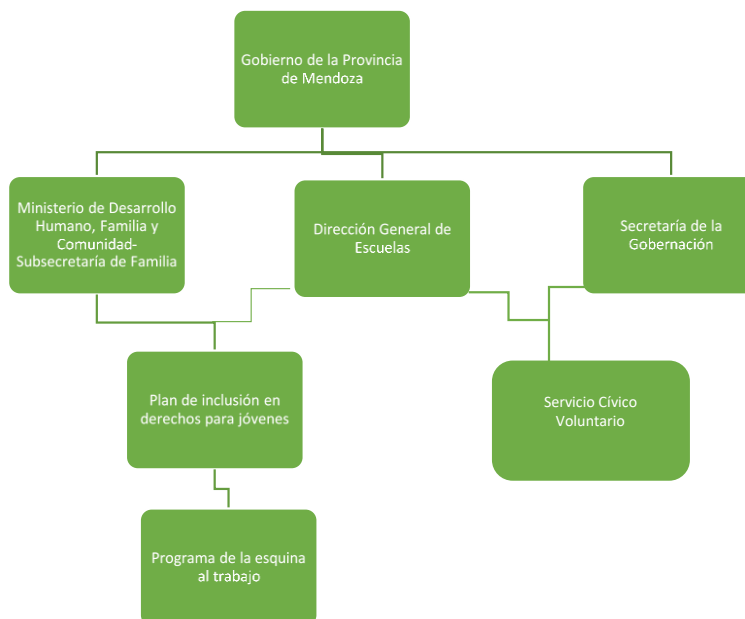 Gobierno de la Provincia
de Mendoza
Ministerio de Desarrollo
Humano, Familia y
Comunidad-
Subsecretaría de Familia
Dirección General de
Escuelas
Secretaría de la
Gobernación
Plan de inclusión en
derechos para jóvenes
Servicio Cívico
Voluntario
Programa de la esquina
al trabajo